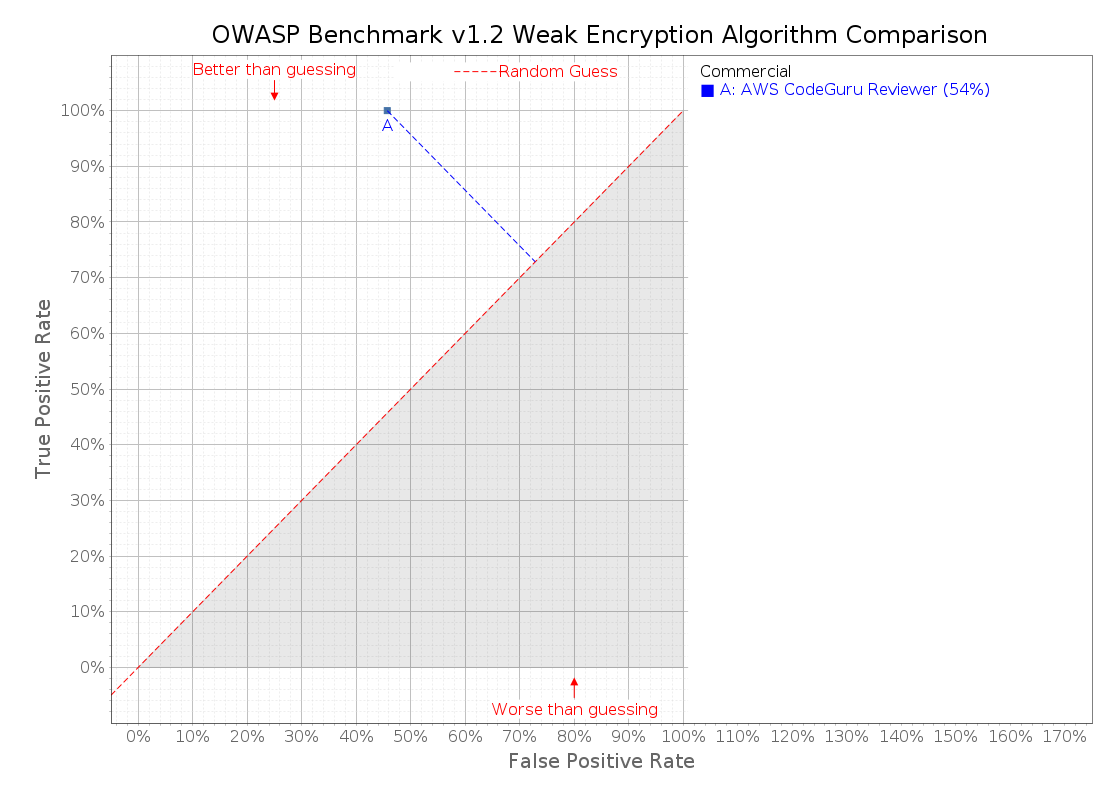 OWASP Benchmark v1.2 Weak Encryption Algorithm Comparison
Better than guessing
Random Guess
Commercial
A: AWS CodeGuru Reviewer (54%)
A
100%
90%
80%
70%
60%
50%
40%
30%
20%
10%
0%
True Positive Rate
Worse than guessing
0% 10% 20% 30% 40% 50% 60% 70% 80% 90% 100% 110% 120% 130% 140% 150% 160% 170%
False Positive Rate